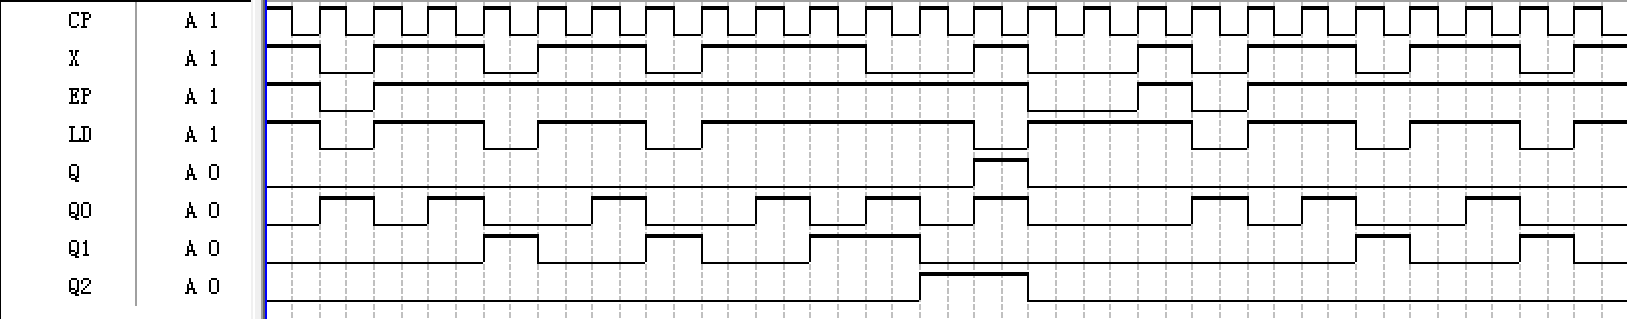 CP A 1
X A 1
EP A 1
LD A 1
Q A 0
Q0 A 0
Q1 A 0
Q2 A 0